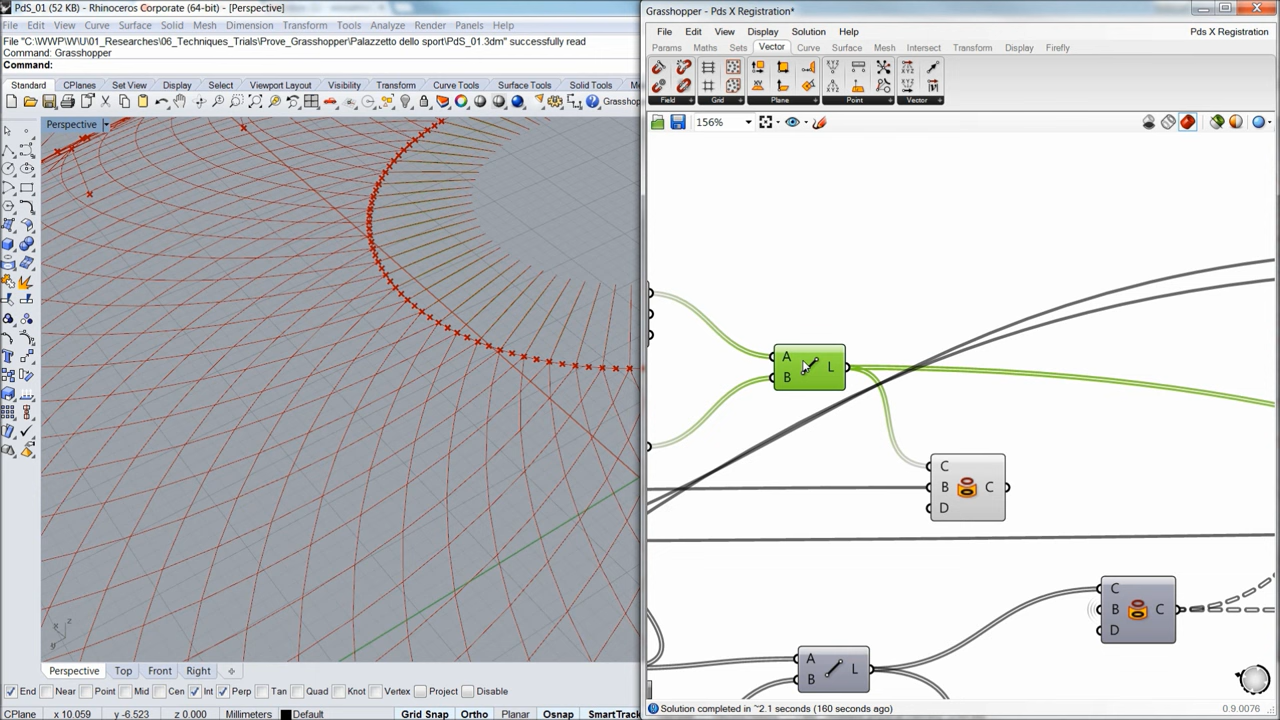 PdS_01 (52 KB) - Rhinoceros Corporate (64-bit) - [Perspective]
File Edit View Curve Surface Solid Mesh Dimension Transform Tools Analyze Render Panels Help
File "C:\WWP\W\U\01_Researches\06_Techniques_Trials\Prove_Grasshopper\Palazzetto dello sport\PdS_01.3dm" successfully read
Command: Grasshopper
Command:
Standard CPlanes Set View Display Select Viewport Layout Visibility Transform Curve Tools Surface Tools Solid Tools
Grasshop
Perspective
Perspective Top Front Right
End Near Point Mid Cen Int Perp Tan Quad Knot Vertex Project Disable
CPlane x 10.059 y -6.523 z 0.000 Millimeters Default Grid Snap Ortho Planar Osnap SmartTrack
Grasshopper - Pds X Registration*
File Edit View Display Solution Help Pds X Registration
Params Maths Sets Vector Curve Surface Mesh Intersect Transform Display Firefly
Field Grid Plane Point Vector
156%
A
B
L
C
B
D
C
C
B
D
C
A
B
L
Solution completed in ~2.1 seconds (160 seconds ago) 0.9.0076